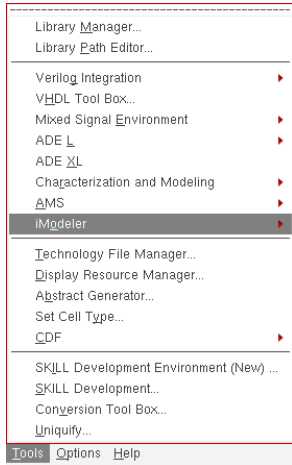 Library Manager...
Library Path Editor...
Verilog Integration
VHDL Tool Box...
Mixed Signal Environment
ADE L
ADE XL
Characterization and Modeling
AMS
iModeler
Technology File Manager...
Display Resource Manager...
Abstract Generator...
Set Cell Type...
CDF
SKILL Development Environment (New) ...
SKILL Development...
Conversion Tool Box...
Uniquify...
Tools Options Help